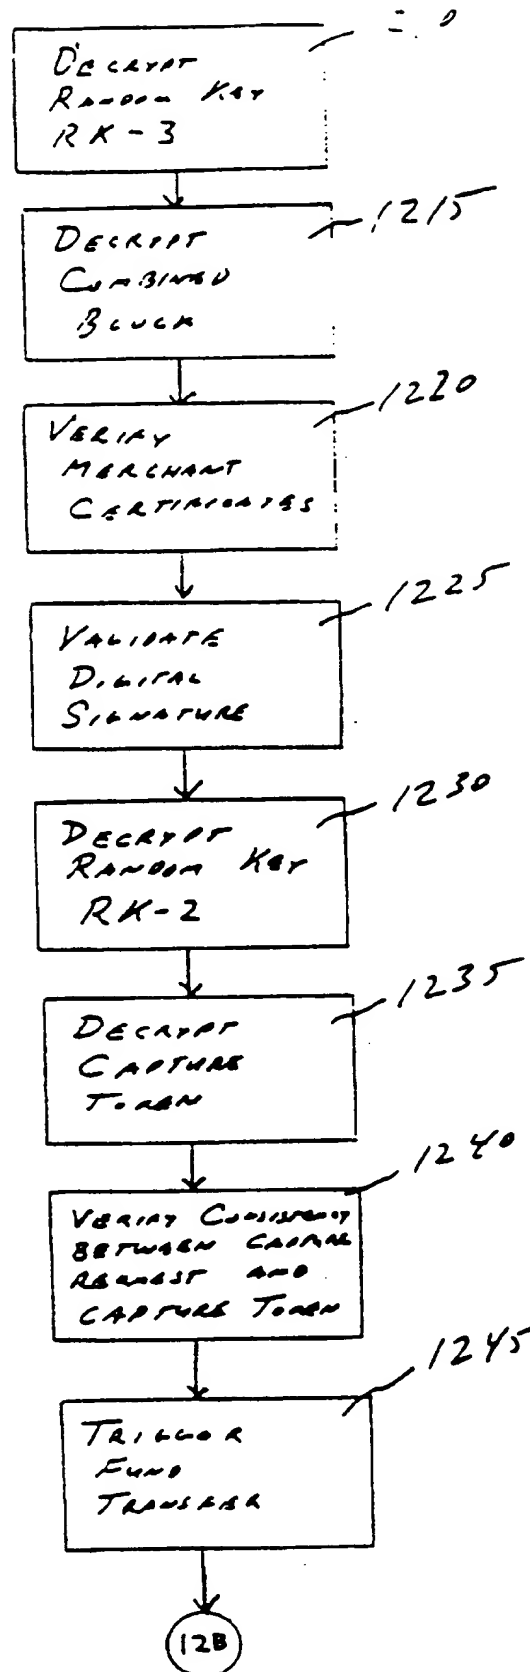 DECRYPT
RANDOM KEY
RK-3
1215
DECRYPT
COMBINED
BLOCK
1220
VERIFY
MERCHANT
CERTIFICATES
1225
VALIDATE
DIGITAL
SIGNATURE
1230
DECRYPT
RANDOM KEY
RK-2
1235
DECRYPT
CAPTURE
TOKEN
1240
VERIFY CONSISTENCY
BETWEEN CAPTURE
REQUEST AND
CAPTURE TOKEN
1245
TRIGGER
FUND
TRANSFER
12B